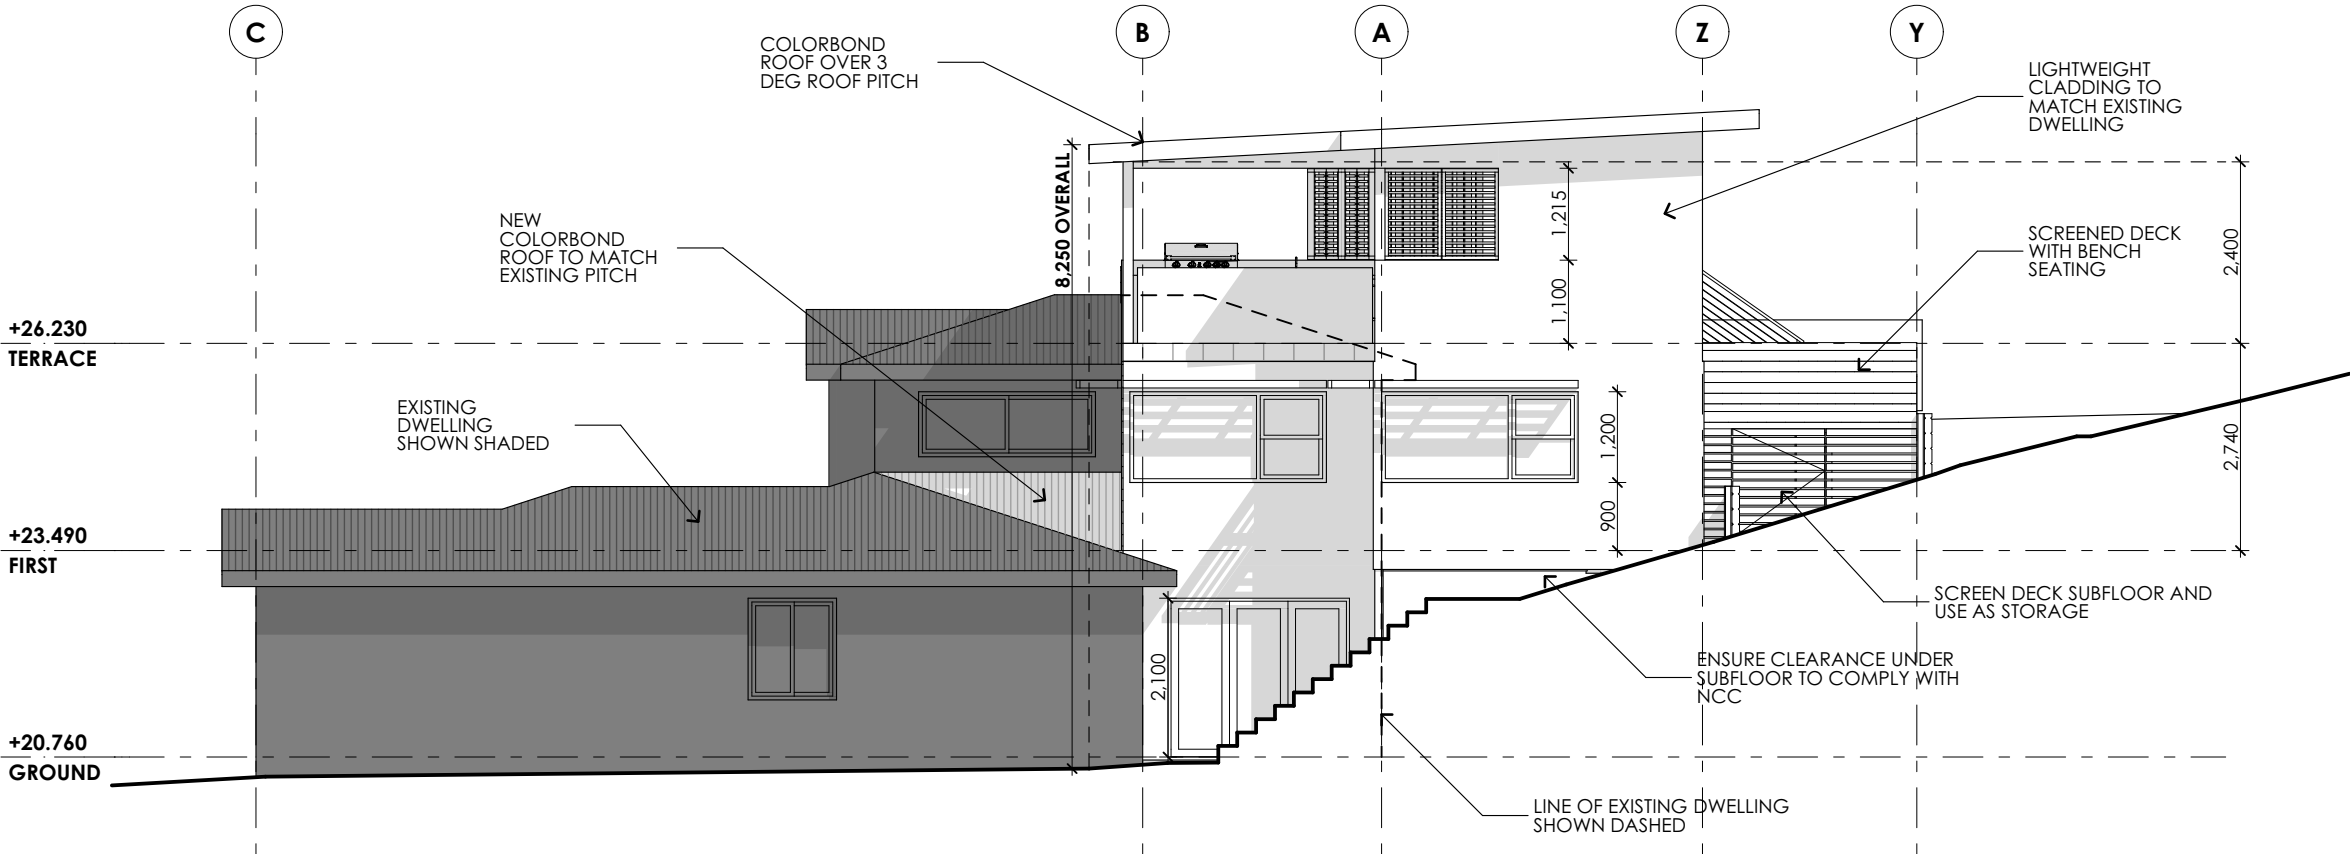 C
B
A
Z
Y
COLORBOND
ROOF OVER 3
DEG ROOF PITCH
LIGHTWEIGHT
CLADDING TO
MATCH EXISTING
DWELLING
8,250 OVERALL
NEW
COLORBOND
ROOF TO MATCH
EXISTING PITCH
1,215
1,100
2,400
SCREENED DECK
WITH BENCH
SEATING
+26.230
TERRACE
EXISTING
DWELLING
SHOWN SHADED
1,200
900
2,740
+23.490
FIRST
SCREEN DECK SUBFLOOR AND
USE AS STORAGE
2,100
ENSURE CLEARANCE UNDER
SUBFLOOR TO COMPLY WITH
NCC
+20.760
GROUND
LINE OF EXISTING DWELLING
SHOWN DASHED